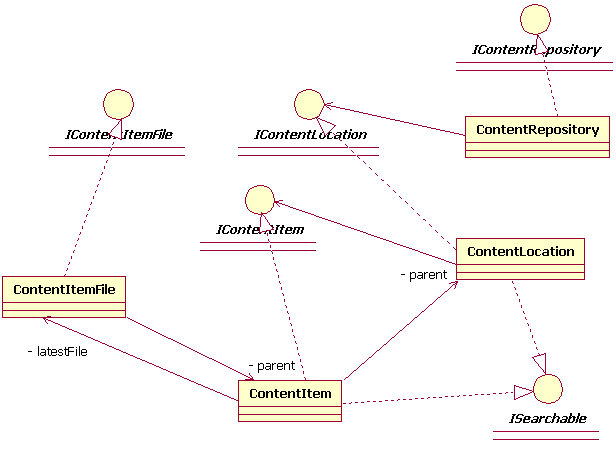 IContentRepository
IContentItemFile
IContentLocation
ContentRepository
IContentItem
ContentLocation
- parent
ContentItemFile
- latestFile
- parent
ContentItem
ISearchable